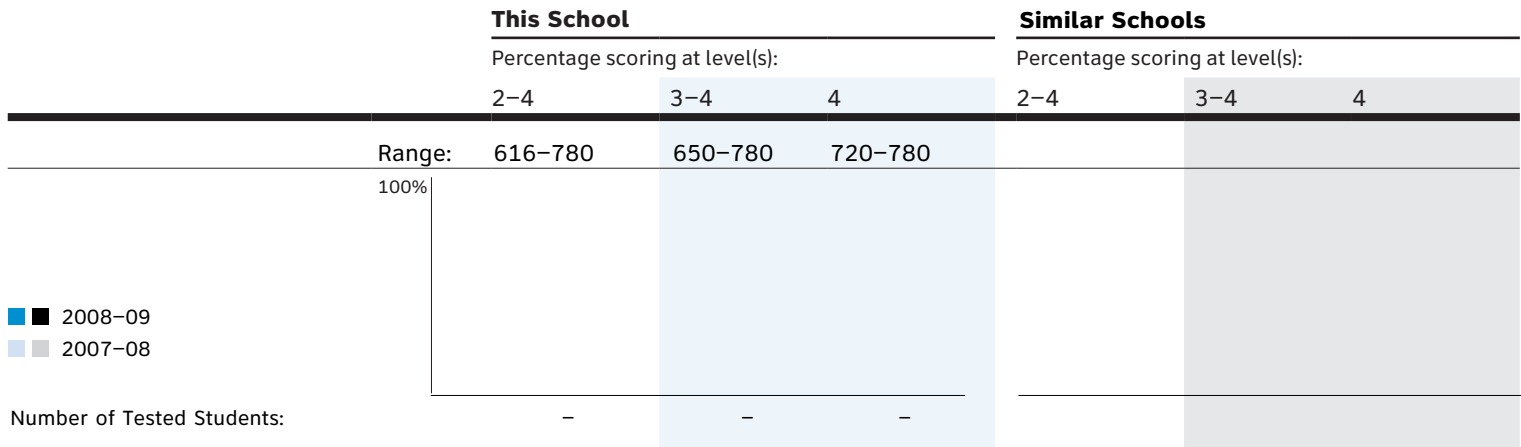 This School Similar Schools
Percentage scoring at level(s): Percentage scoring at level(s):
2–4 3–4 4 2–4 3–4 4
Range: 616–780 650–780 720–780
100%
2008–09
2007–08
Number of Tested Students: – – –